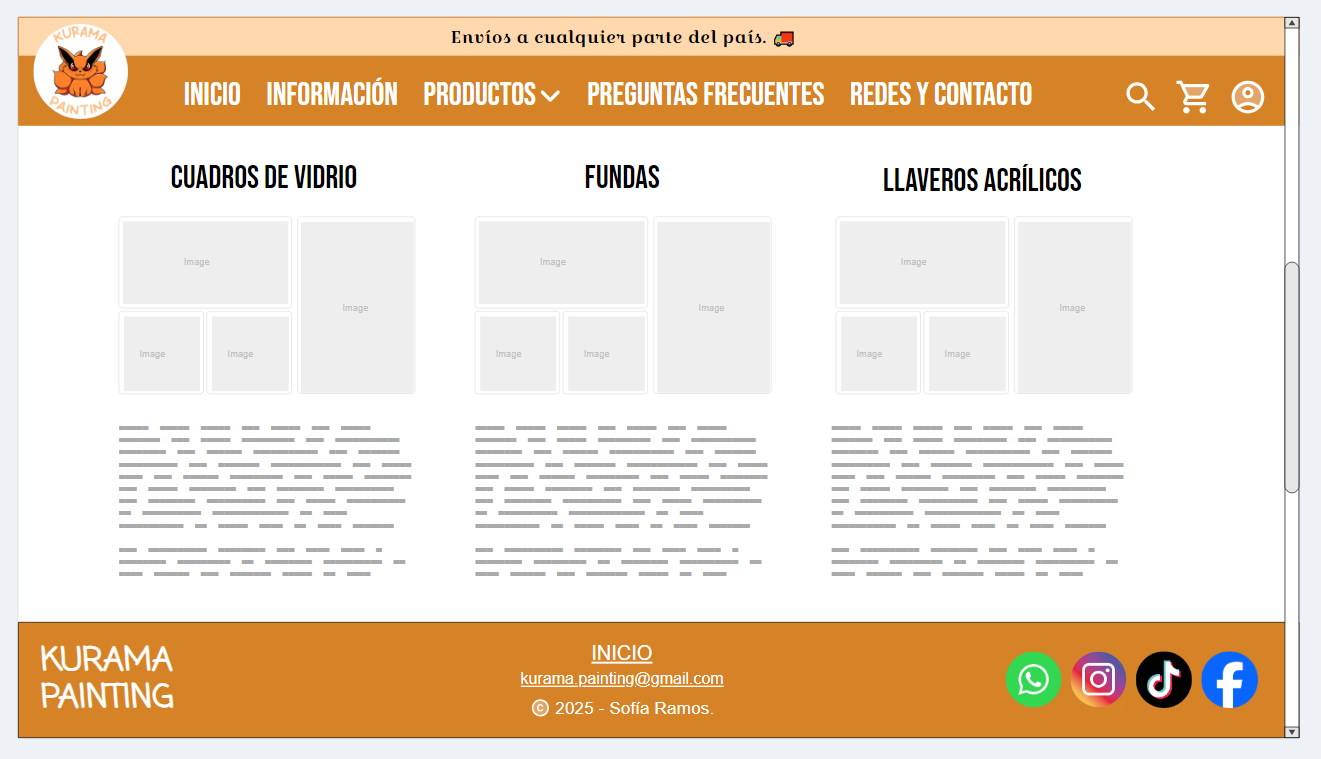 Envíos a cualquier parte del país.
KURAMA
PAINTING
INICIO INFORMACIÓN PRODUCTOS PREGUNTAS FRECUENTES REDES Y CONTACTO
CUADROS DE VIDRIO
FUNDAS
LLAVEROS ACRÍLICOS
Image
Image
Image
Image
Image
Image
Image
Image
Image
Image
Image
Image
KURAMA
PAINTING
INICIO
kurama.painting@gmail.com
© 2025 - Sofía Ramos.